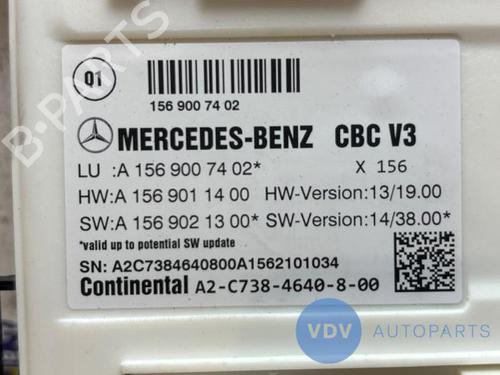 Q1
156 900 74 02
MERCEDES-BENZ CBC V3
LU :A 156 900 74 02* X 156
HW:A 156 901 14 00 HW-Version:13/19.00
SW:A 156 902 13 00* SW-Version:14/38.00*
*valid up to potential SW update
SN: A2C7384640800A1562101034
Continental A2-C738-4640-8-00
B-PARTS
VDV AUTOPARTS